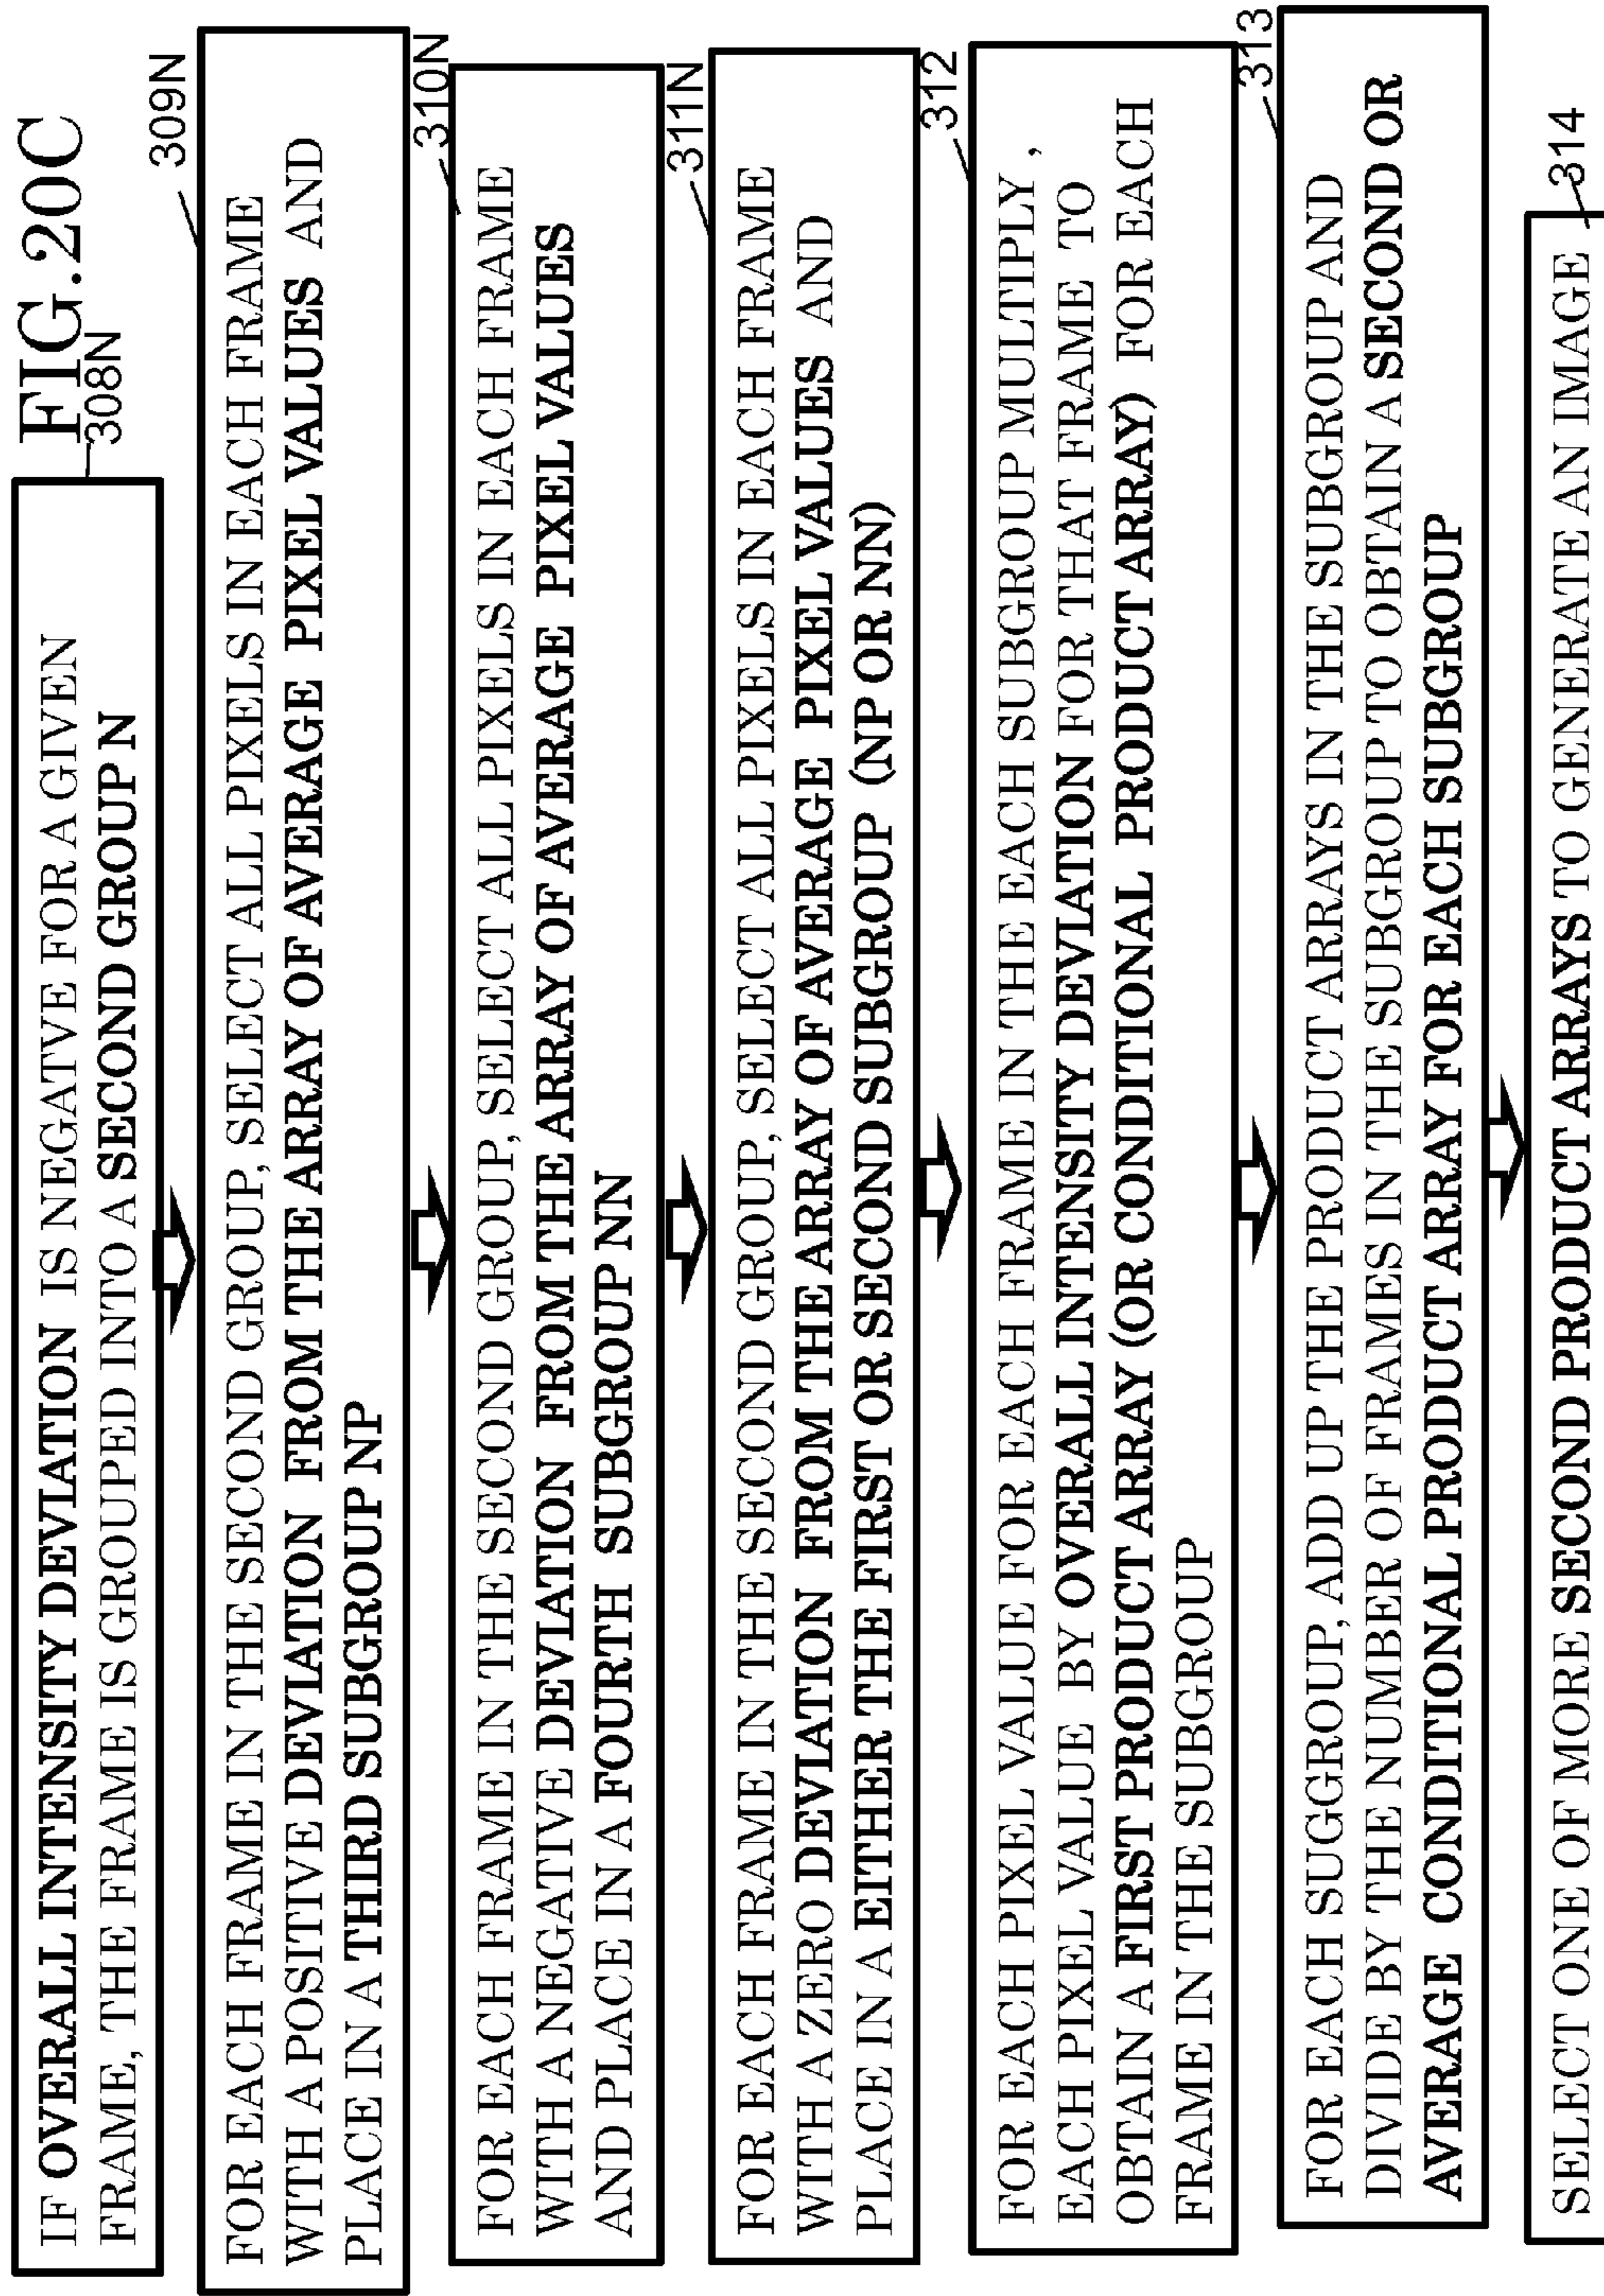 FIG.20C
308N
IF OVERALL INTENSITY DEVIATION IS NEGATIVE FOR A GIVEN
FRAME, THE FRAME IS GROUPED INTO A SECOND GROUP N
309N
FOR EACH FRAME IN THE SECOND GROUP, SELECT ALL PIXELS IN EACH FRAME
WITH A POSITIVE DEVIATION FROM THE ARRAY OF AVERAGE PIXEL VALUES AND
PLACE IN A THIRD SUBGROUP NP
310N
FOR EACH FRAME IN THE SECOND GROUP, SELECT ALL PIXELS IN EACH FRAME
WITH A NEGATIVE DEVIATION FROM THE ARRAY OF AVERAGE PIXEL VALUES
AND PLACE IN A FOURTH SUBGROUP NN
311N
FOR EACH FRAME IN THE SECOND GROUP, SELECT ALL PIXELS IN EACH FRAME
WITH A ZERO DEVIATION FROM THE ARRAY OF AVERAGE PIXEL VALUES AND
PLACE IN A EITHER THE FIRST OR SECOND SUBGROUP (NP OR NN)
312
FOR EACH PIXEL VALUE FOR EACH FRAME IN THE EACH SUBGROUP MULTIPLY ,
EACH PIXEL VALUE BY OVERALL INTENSITY DEVIATION FOR THAT FRAME TO
OBTAIN A FIRST PRODUCT ARRAY (OR CONDITIONAL PRODUCT ARRAY) FOR EACH
FRAME IN THE SUBGROUP
313
FOR EACH SUGGROUP, ADD UP THE PRODUCT ARRAYS IN THE SUBGROUP AND
DIVIDE BY THE NUMBER OF FRAMES IN THE SUBGROUP TO OBTAIN A SECOND OR
AVERAGE CONDITIONAL PRODUCT ARRAY FOR EACH SUBGROUP
314
SELECT ONE OF MORE SECOND PRODUCT ARRAYS TO GENERATE AN IMAGE